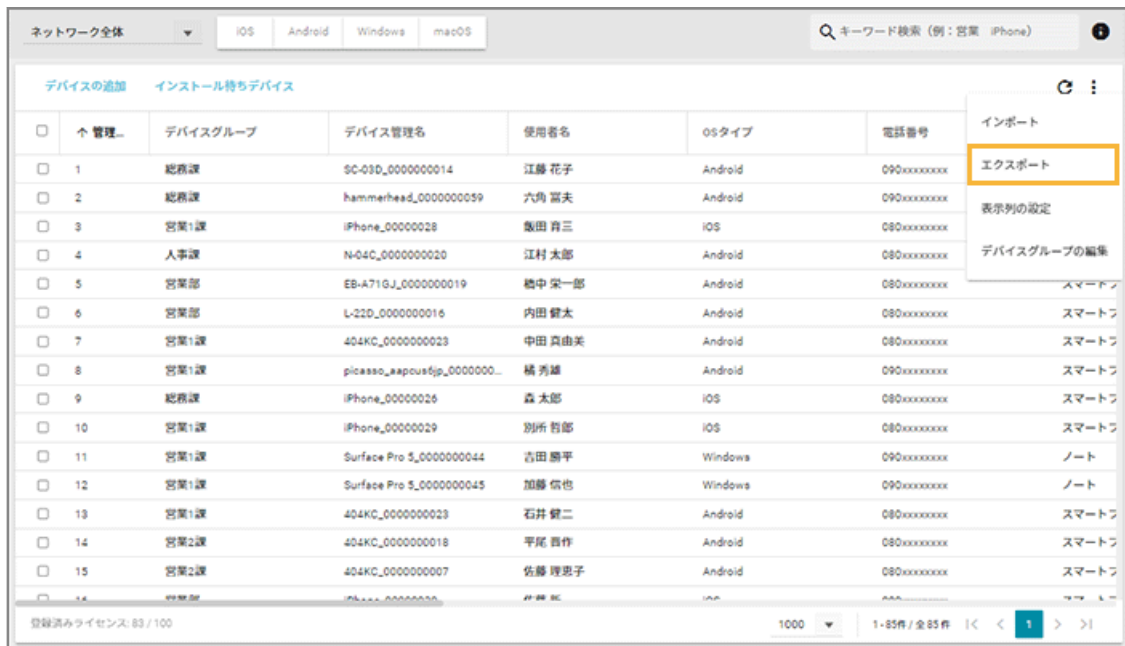 ネットワーク全体 iOS Android Windows macOS キーワード検索（例：営業 iPhone）
デバイスの追加 インストール待ちデバイス
管理... デバイスグループ デバイス管理名 使用者名 OSタイプ 電話番号
インポート
エクスポート
表示列の設定
デバイスグループの編集
1 総務課 SC-03D_0000000014 江藤 花子 Android 090xxxxxxxx
2 総務課 hammerhead_0000000059 六角 冨夫 Android 090xxxxxxxx
3 営業1課 iPhone_00000028 飯田 育三 iOS 080xxxxxxxx
4 人事課 N-04C_0000000020 江村 太郎 Android 080xxxxxxxx
5 営業部 EB-A71GJ_0000000019 橋中 栄一郎 Android 080xxxxxxxx スマートフ
6 営業部 L-22D_0000000016 内田 健太 Android 080xxxxxxxx スマートフ
7 営業1課 404KC_0000000023 中田 真由美 Android 080xxxxxxxx スマートフ
8 営業1課 picasso_aapcus6jp_0000000... 橘 秀雄 Android 090xxxxxxxx スマートフ
9 総務課 iPhone_00000026 森 太郎 iOS 080xxxxxxxx スマートフ
10 営業1課 iPhone_00000029 別所 哲郎 iOS 080xxxxxxxx スマートフ
11 営業1課 Surface Pro 5_0000000044 吉田 勝平 Windows 090xxxxxxxx ノート
12 営業1課 Surface Pro 5_0000000045 加藤 信也 Windows 090xxxxxxxx ノート
13 営業1課 404KC_0000000023 石井 健二 Android 080xxxxxxxx スマートフ
14 営業2課 404KC_0000000018 平尾 晋作 Android 080xxxxxxxx スマートフ
15 営業2課 404KC_0000000007 佐藤 理恵子 Android 080xxxxxxxx スマートフ
登録済みライセンス: 83 / 100 1000 1-85件 / 全 85 件 1